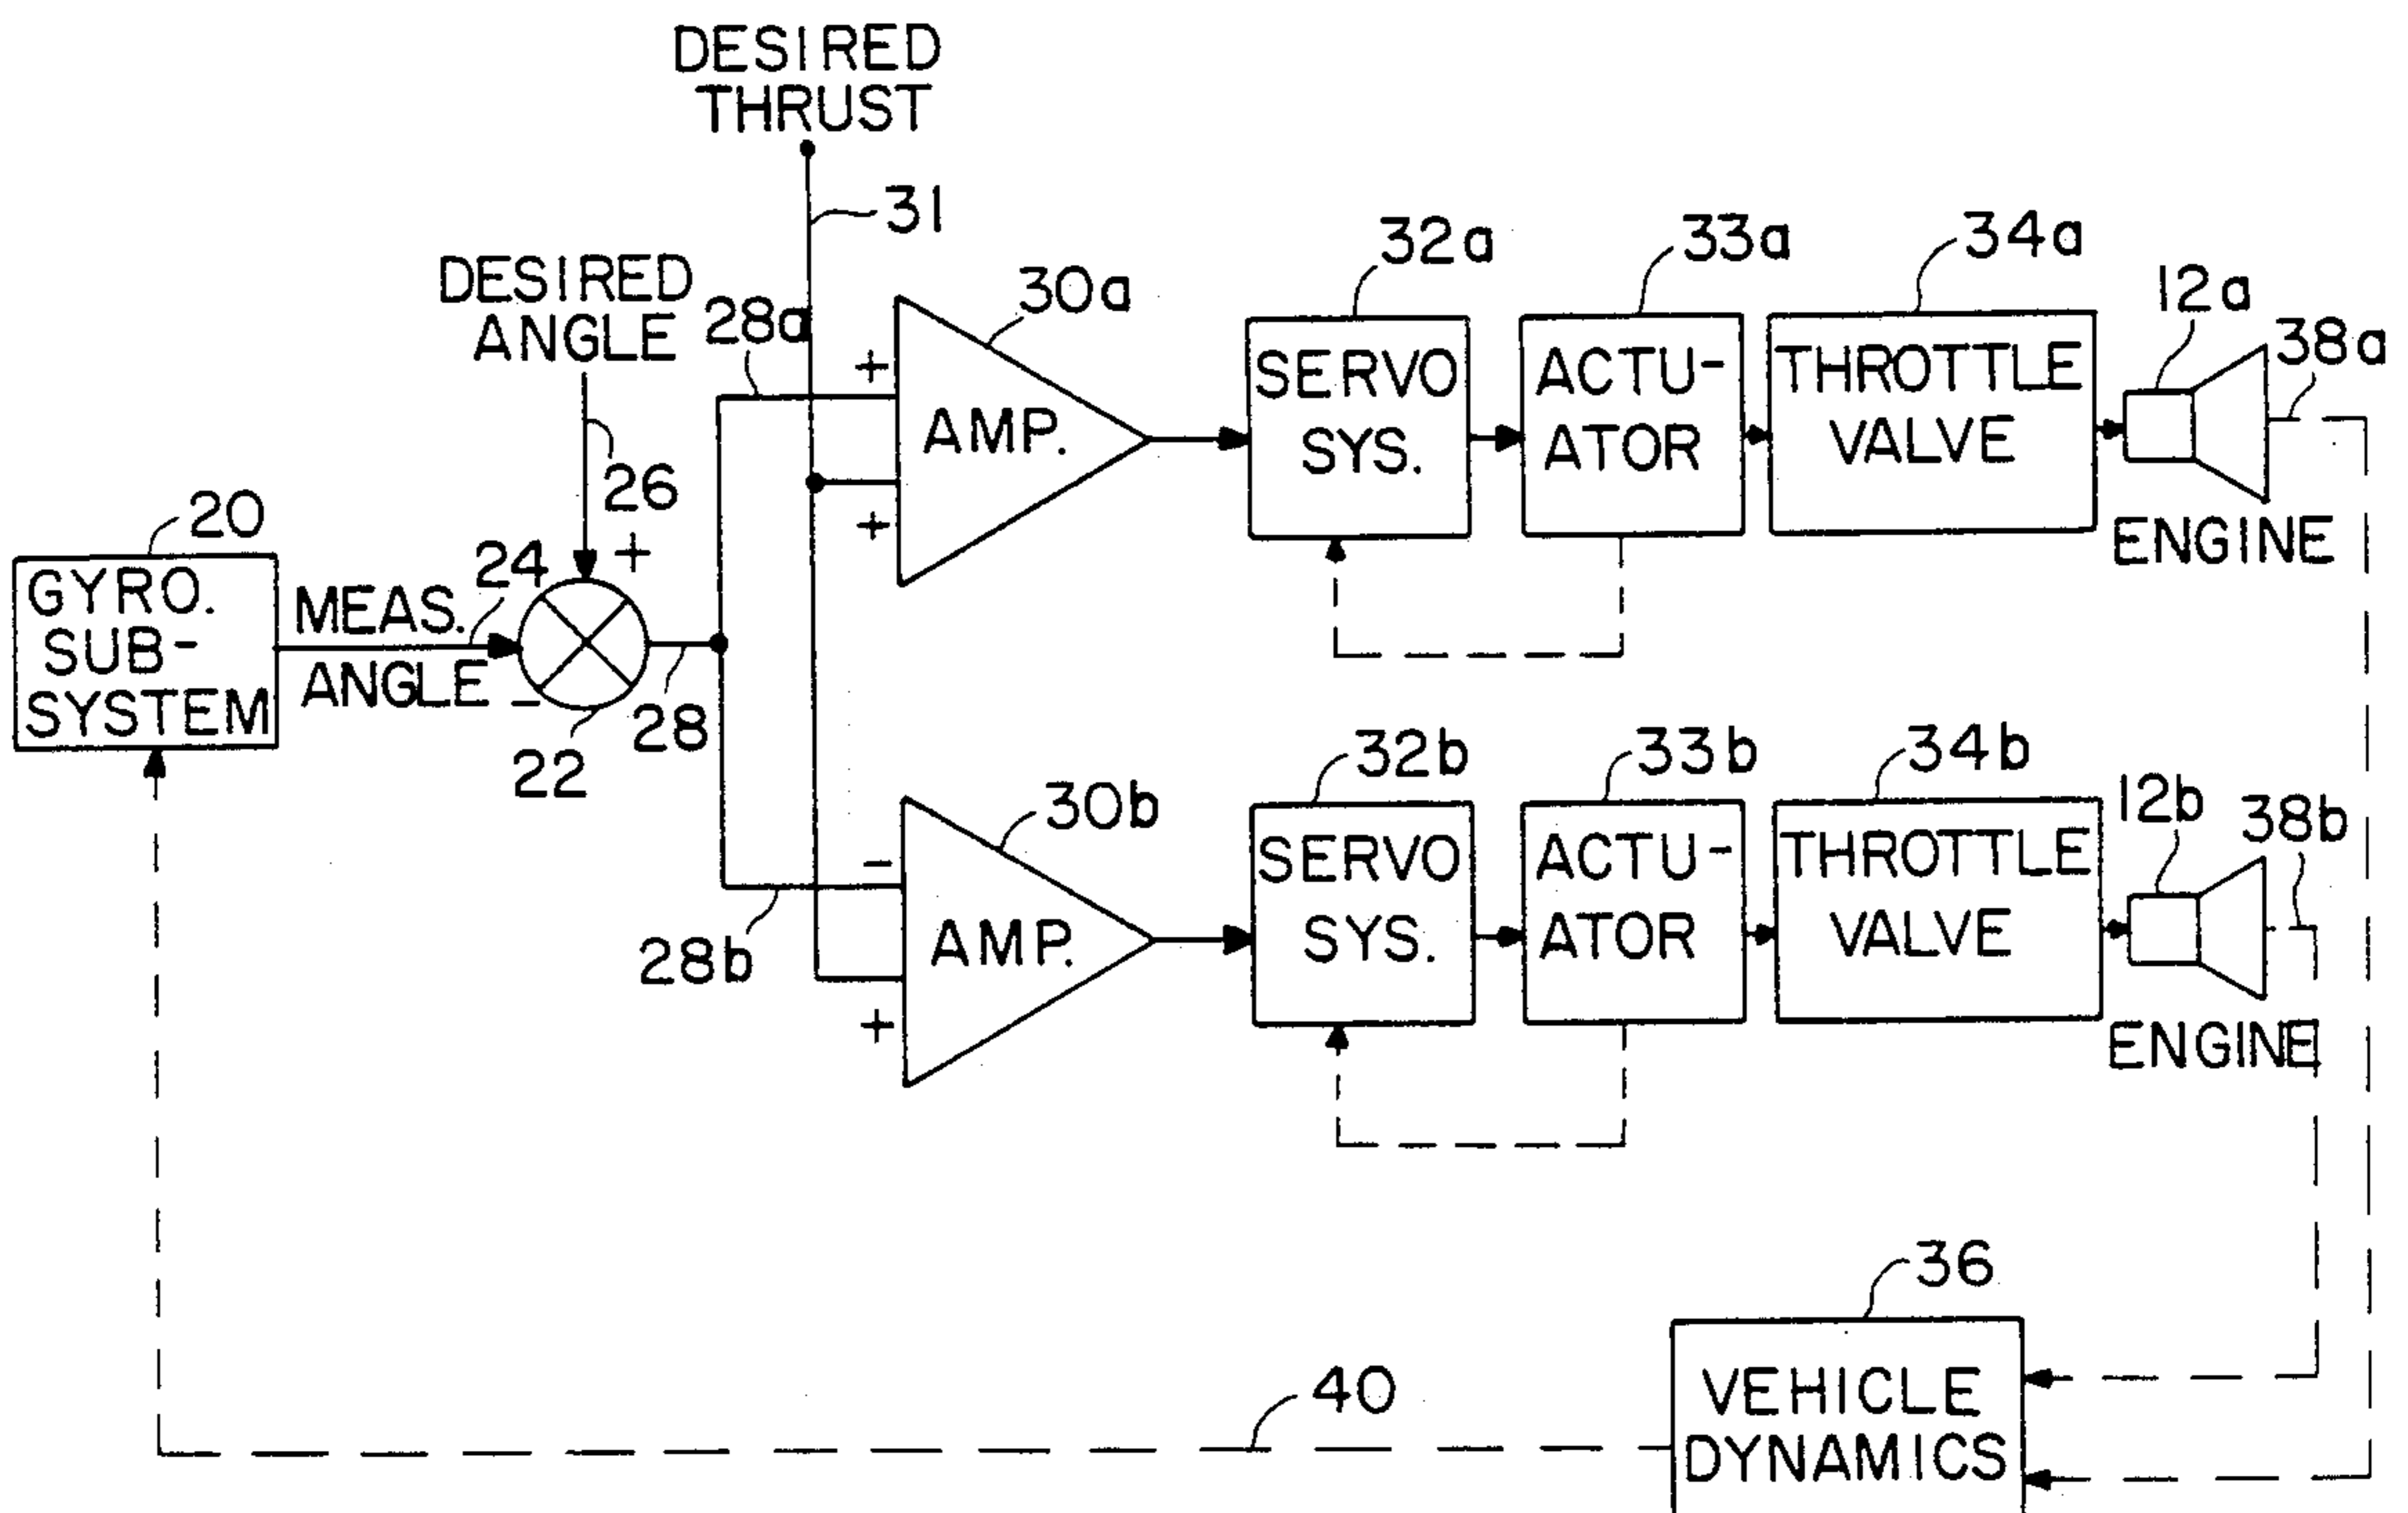 DESIRED
THRUST
31
DESIRED
ANGLE
28a
30a
32a
33a
34a
12a
38a
+
AMP.
+
SERVO
SYS.
ACTU-
ATOR
THROTTLE
VALVE
ENGINE
26
+
20
GYRO.
SUB-
SYSTEM
24
MEAS.
ANGLE
-
22
28
30b
32b
33b
34b
12b
38b
28b
-
AMP.
+
SERVO
SYS.
ACTU-
ATOR
THROTTLE
VALVE
ENGINE
36
40
VEHICLE
DYNAMICS